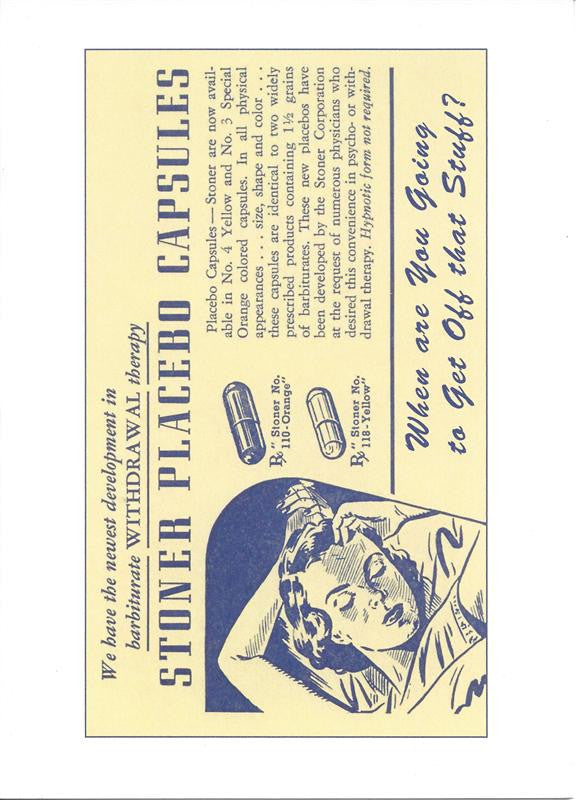 We have the newest development in
barbiturate WITHDRAWAL therapy
STONER PLACEBO CAPSULES
Placebo Capsules — Stoner are now avail-
able in No. 4 Yellow and No. 3 Special
Orange colored capsules. In all physical
appearances . . . . size, shape and color . . .
these capsules are identical to two widely
prescribed products containing 1½ grains
of barbiturates. These new placebos have
been developed by the Stoner Corporation
at the request of numerous physicians who
desired this convenience in psycho- or with-
drawal therapy. Hypnotic form not required.
℞ "Stoner No.
110-Orange"
℞ "Stoner No.
118-Yellow"
When are You Going
to Get Off that Stuff?